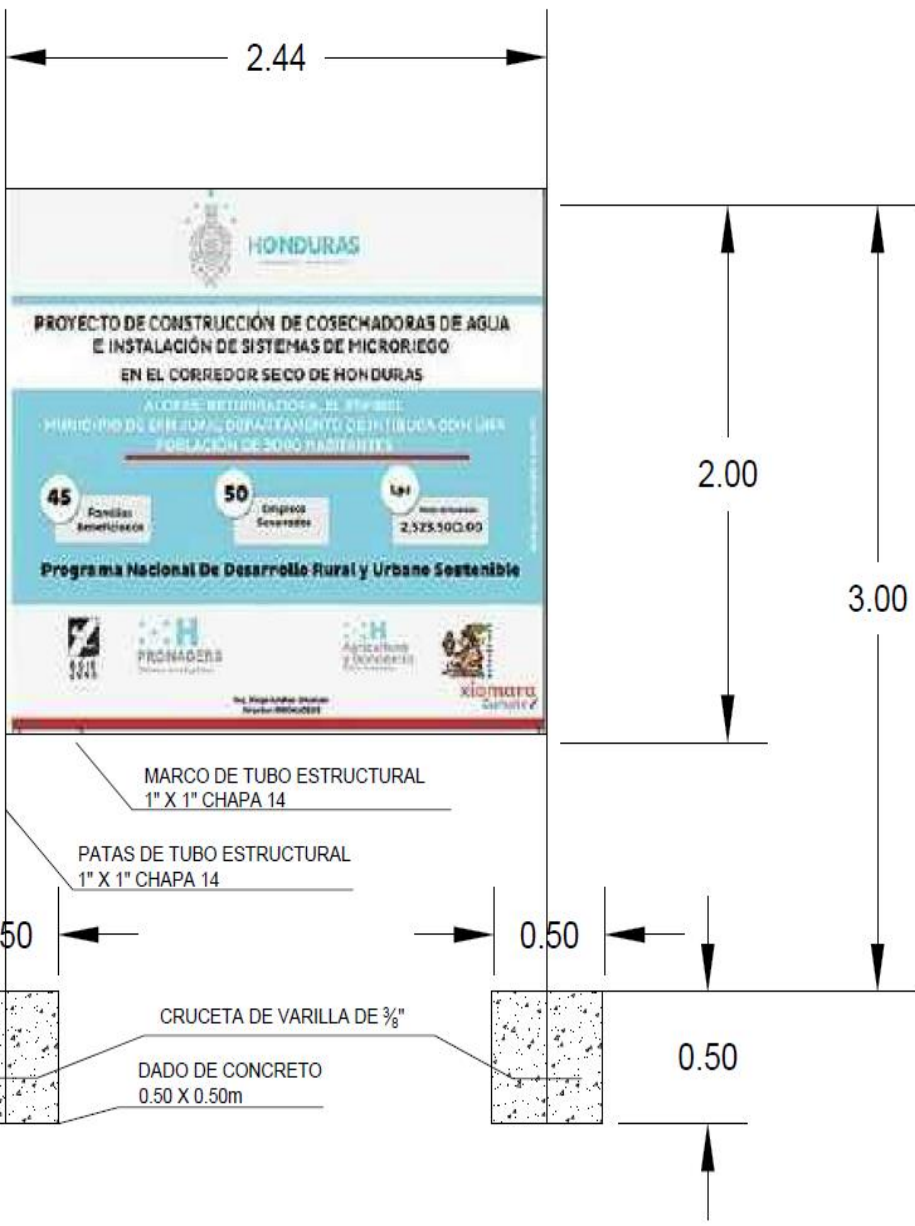 2.44
HONDURAS
PROYECTO DE CONSTRUCCIÓN DE COSECHADORAS DE AGUA
E INSTALACIÓN DE SISTEMAS DE MICRORIEGO
EN EL CORREDOR SECO DE HONDURAS
POBLACIÓN DE HABITANTES
45
Familias
50
Empleos
Generados
2,523,500.00
Programa Nacional De Desarrollo Rural y Urbano Sostenible
PRONADERS
Agricultura
y Ganadería
xiomara
2.00
3.00
MARCO DE TUBO ESTRUCTURAL
1" X 1" CHAPA 14
PATAS DE TUBO ESTRUCTURAL
1" X 1" CHAPA 14
50
0.50
CRUCETA DE VARILLA DE ⅜"
DADO DE CONCRETO
0.50 X 0.50m
0.50